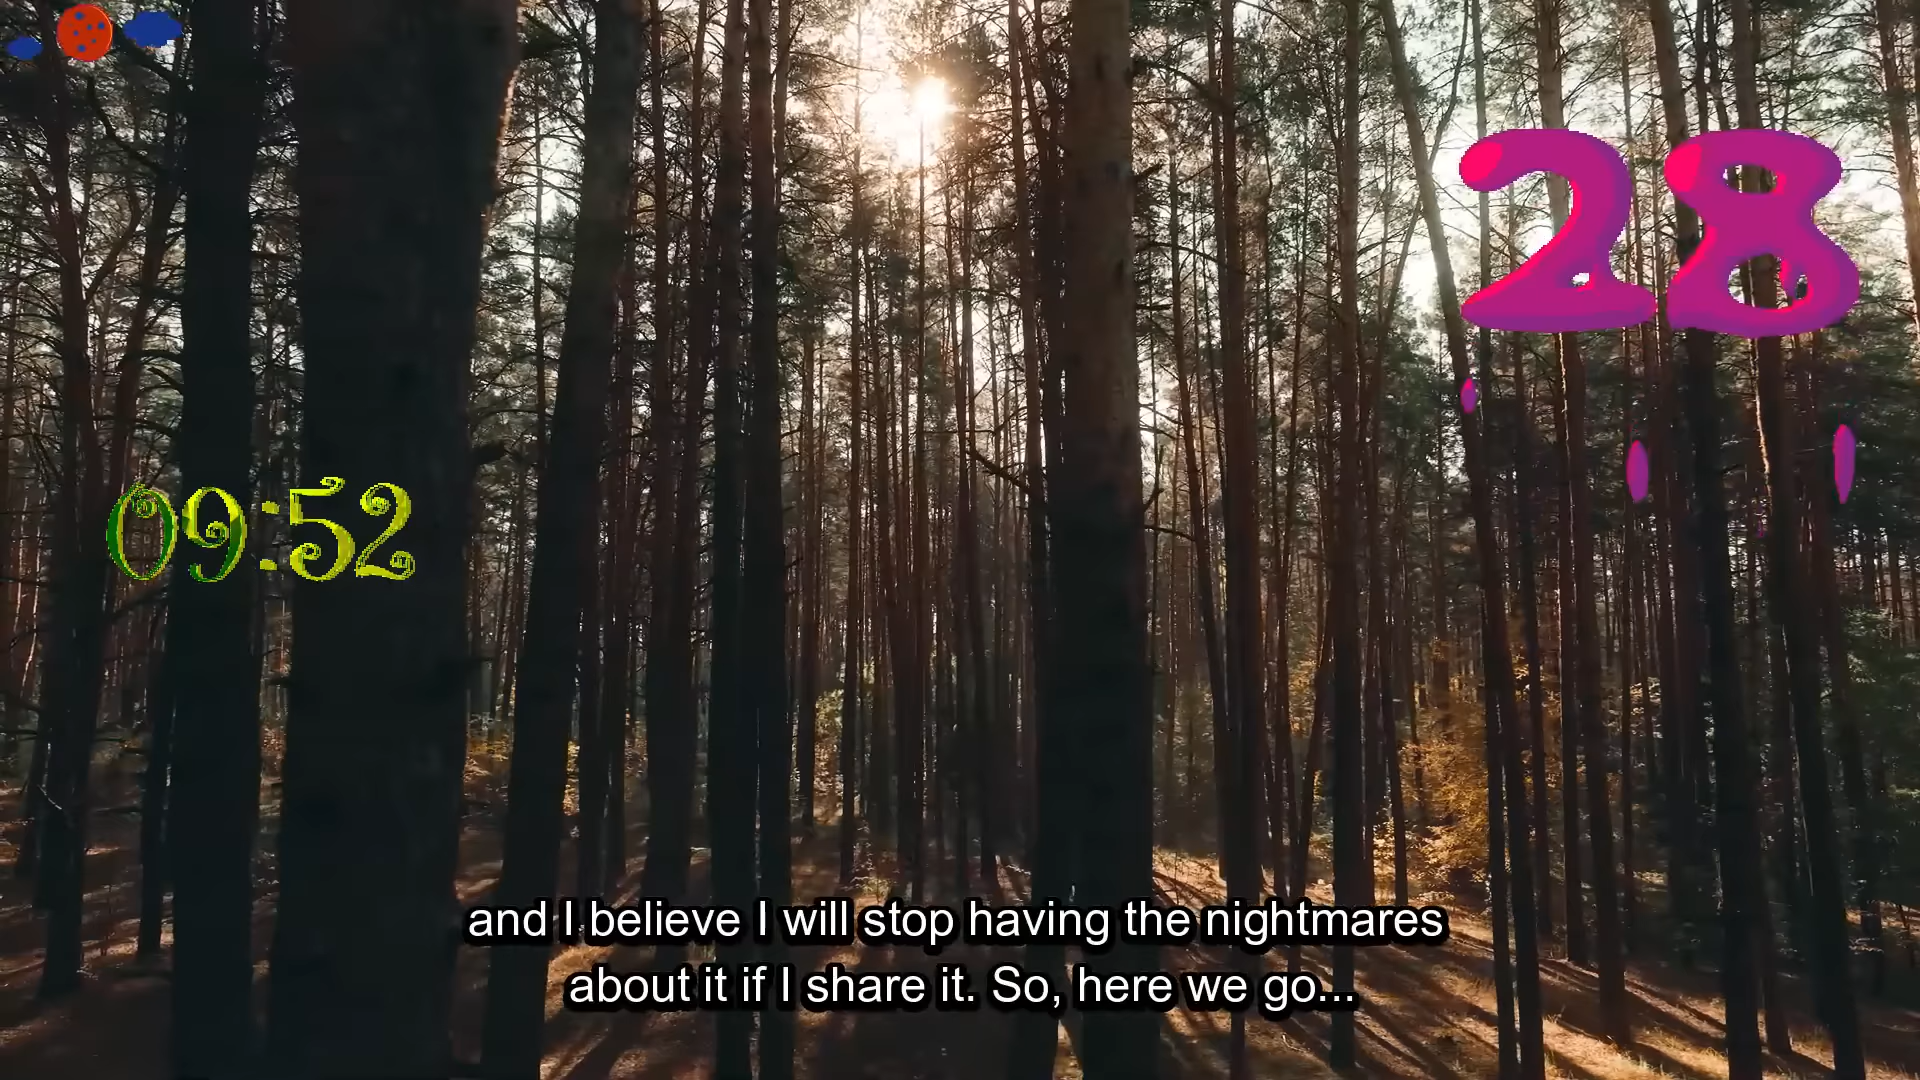 28
09:52
and I believe I will stop having the nightmares
about it if I share it. So, here we go...